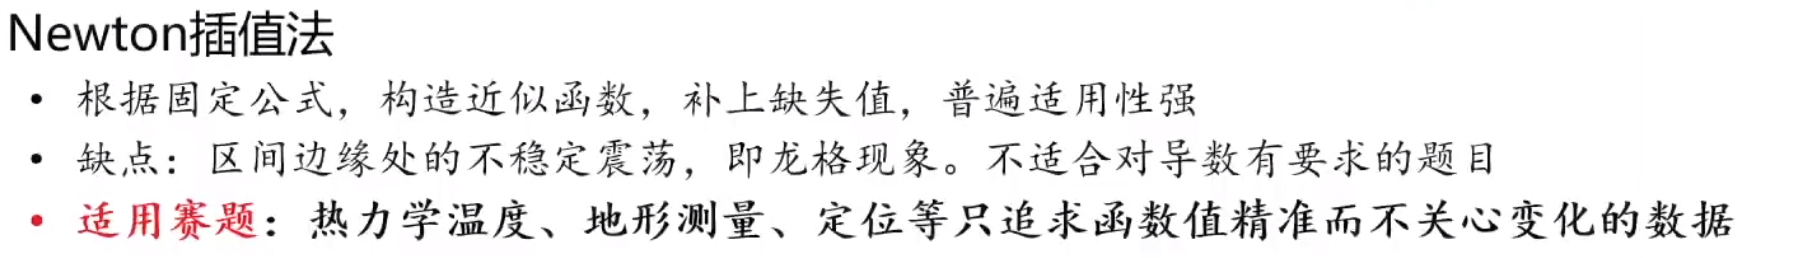 Newton插值法
• 根据固定公式，构造近似函数，补上缺失值，普遍适用性强
• 缺点：区间边缘处的不稳定震荡，即龙格现象。不适合对导数有要求的题目
• 适用赛题：热力学温度、地形测量、定位等只追求函数值精准而不关心变化的数据